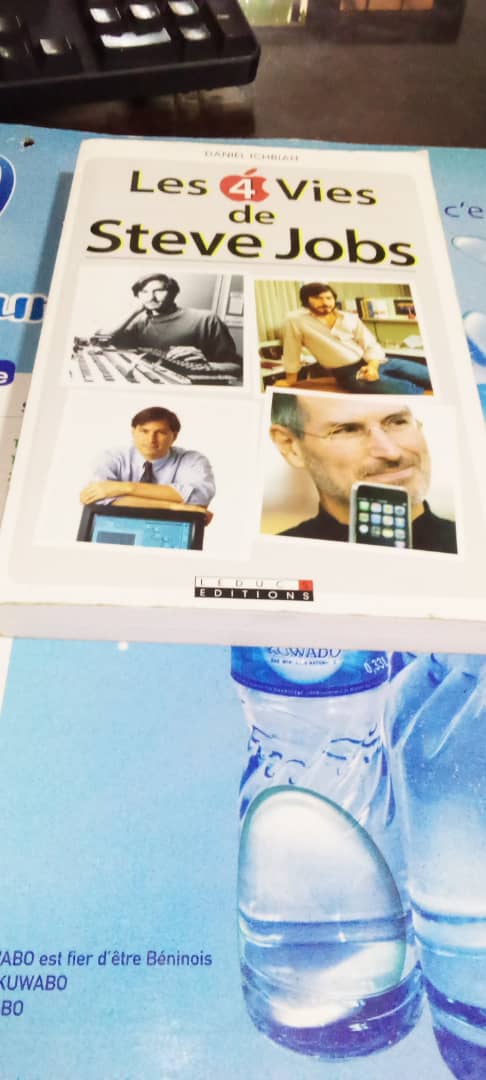 DANIEL ICHBIAH
Les 4 Vies
de
Steve Jobs
LEDUC.S
EDITIONS
c'e
KUWABO
0,33L
ABO est fier d'être Béninois
KUWABO
BO